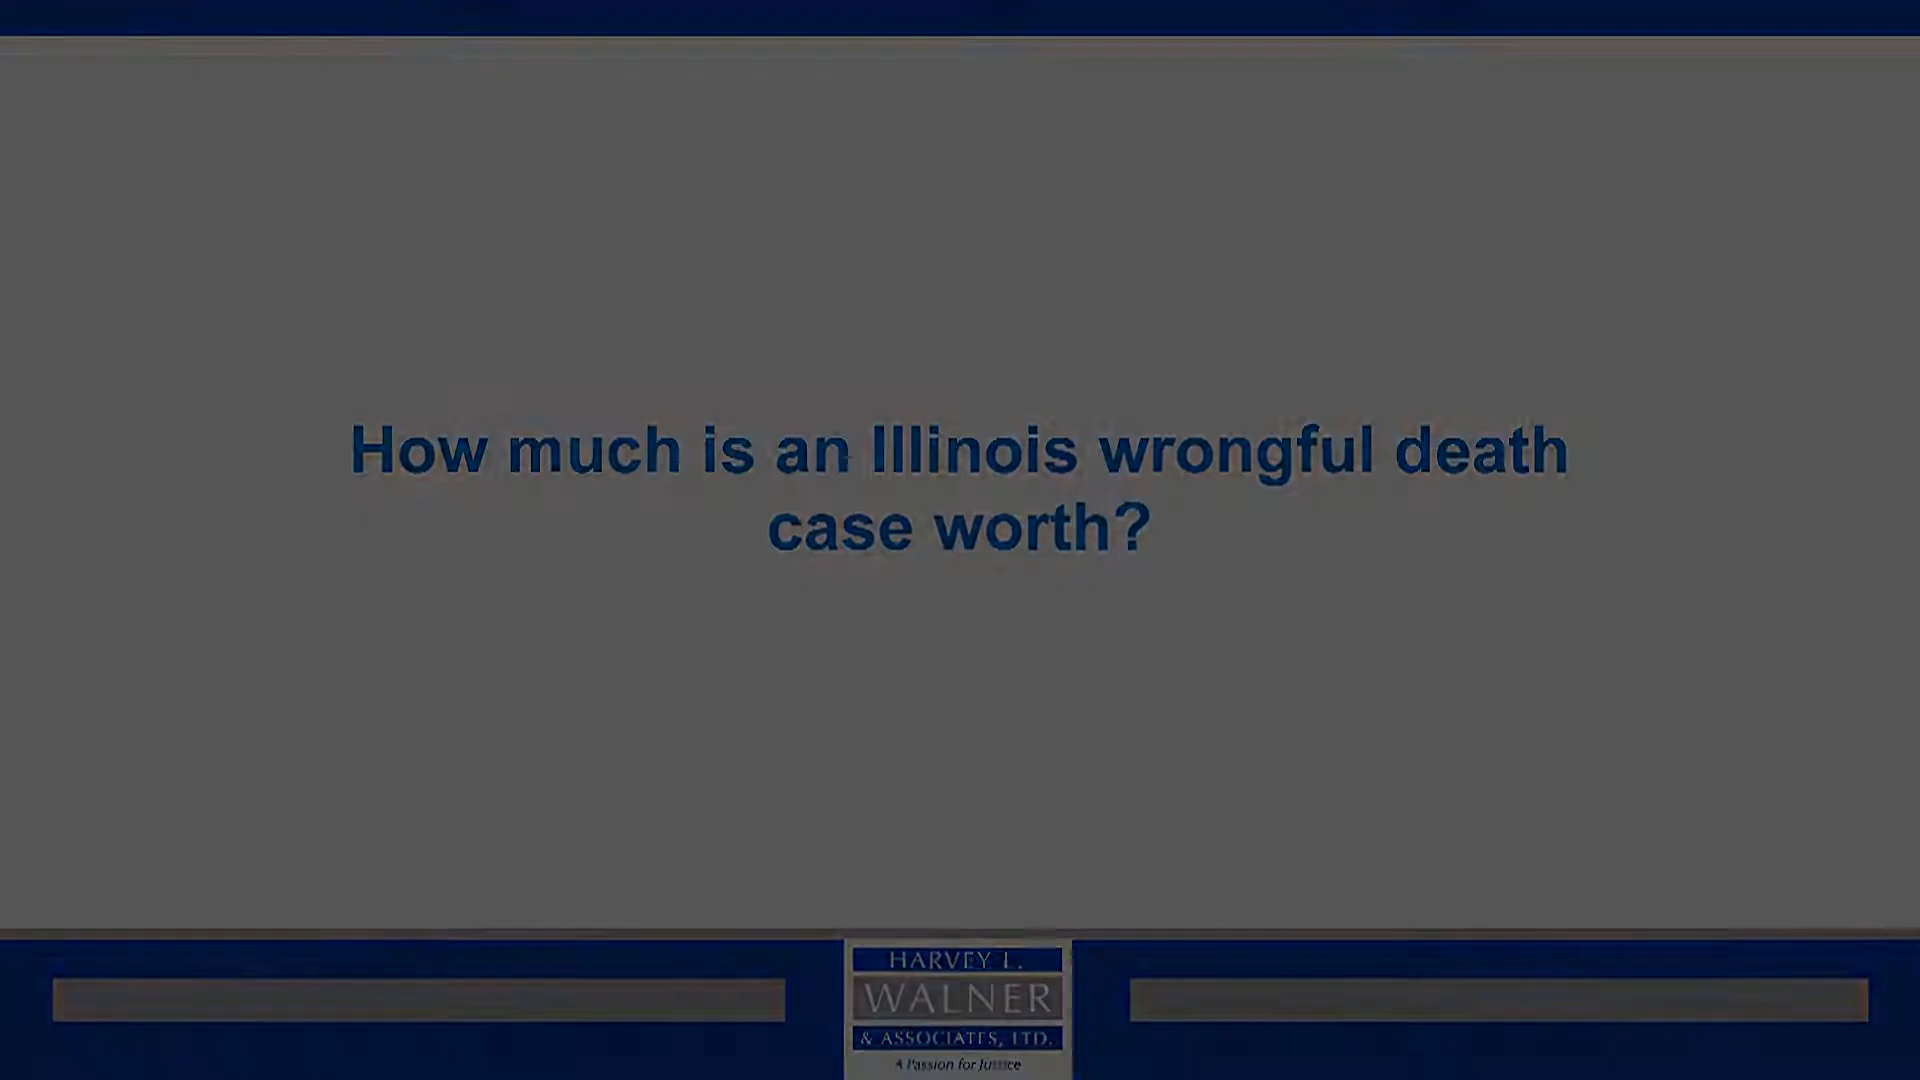 How much is an Illinois wrongful death
case worth?
HARVEY L.
WALNER
& ASSOCIATES, LTD.
A Passion for Justice